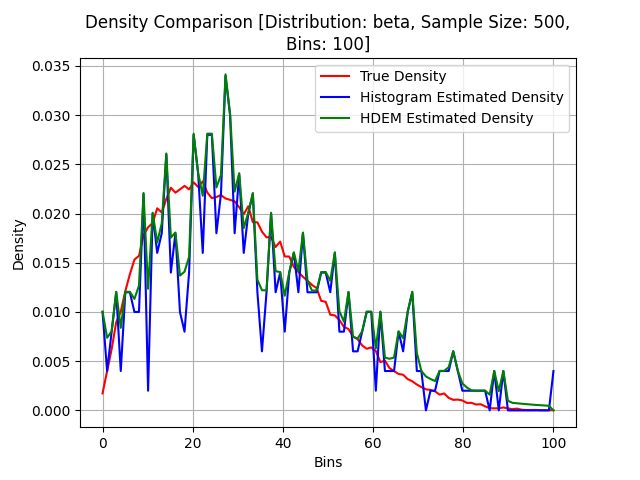 Density Comparison [Distribution: beta, Sample Size: 500,
Bins: 100]
True Density
Histogram Estimated Density
HDEM Estimated Density
Density
0.035
0.030
0.025
0.020
0.015
0.010
0.005
0.000
0 20 40 60 80 100
Bins